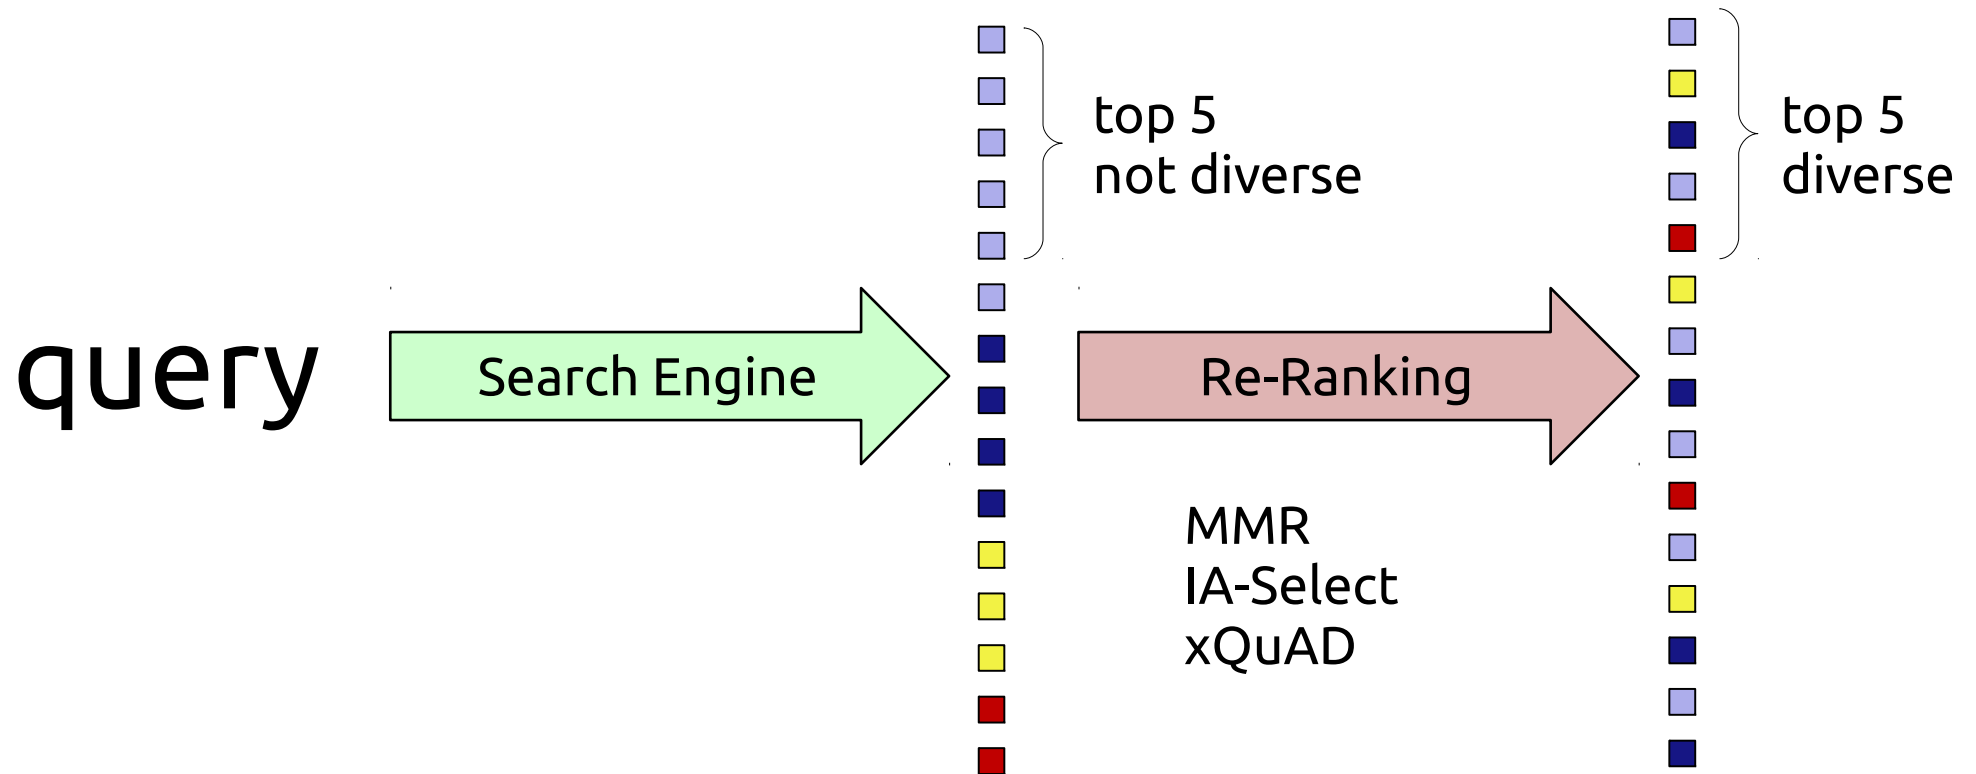 query
Search Engine
top 5
not diverse
Re-Ranking
MMR
IA-Select
xQuAD
top 5
diverse